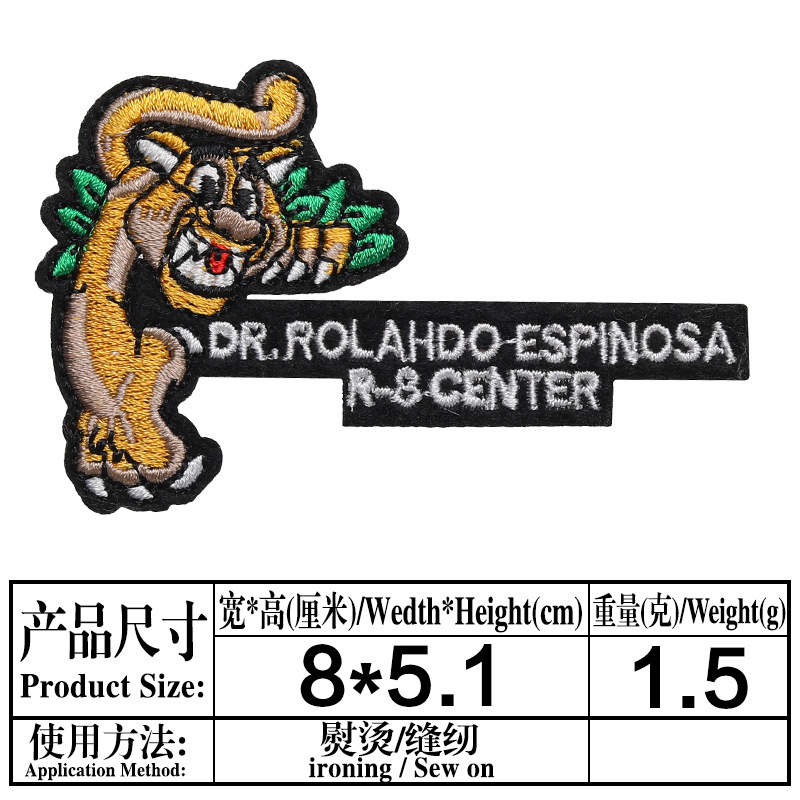 DR. ROLAHDO ESPINOSA
R-8 CENTER
产品尺寸
Product Size:
宽*高(厘米)/Wedth*Height(cm)
重量(克)/Weight(g)
8*5.1
1.5
使用方法:
Application Method:
熨烫/缝纫
ironing / Sew on